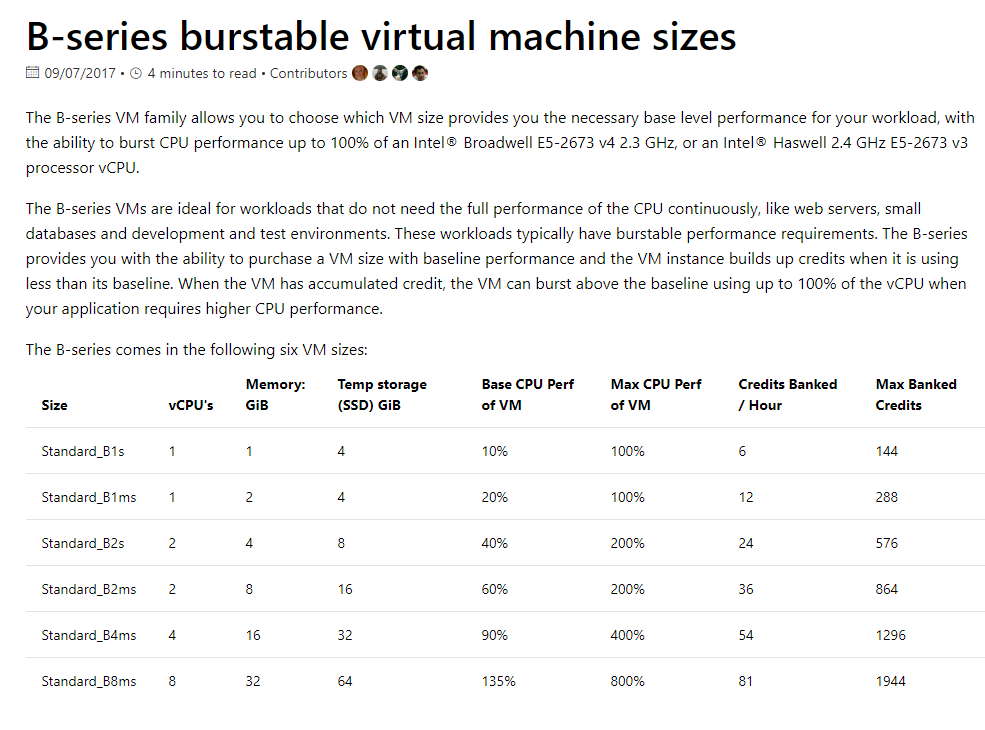 B-series burstable virtual machine sizes
09/07/2017 • 4 minutes to read • Contributors
The B-series VM family allows you to choose which VM size provides you the necessary base level performance for your workload, with
the ability to burst CPU performance up to 100% of an Intel® Broadwell E5-2673 v4 2.3 GHz, or an Intel® Haswell 2.4 GHz E5-2673 v3
processor vCPU.
The B-series VMs are ideal for workloads that do not need the full performance of the CPU continuously, like web servers, small
databases and development and test environments. These workloads typically have burstable performance requirements. The B-series
provides you with the ability to purchase a VM size with baseline performance and the VM instance builds up credits when it is using
less than its baseline. When the VM has accumulated credit, the VM can burst above the baseline using up to 100% of the vCPU when
your application requires higher CPU performance.
The B-series comes in the following six VM sizes:
Memory: Temp storage Base CPU Perf Max CPU Perf Credits Banked Max Banked
Size vCPU's GiB (SSD) GiB of VM of VM / Hour Credits
Standard_B1s 1 1 4 10% 100% 6 144
Standard_B1ms 1 2 4 20% 100% 12 288
Standard_B2s 2 4 8 40% 200% 24 576
Standard_B2ms 2 8 16 60% 200% 36 864
Standard_B4ms 4 16 32 90% 400% 54 1296
Standard_B8ms 8 32 64 135% 800% 81 1944